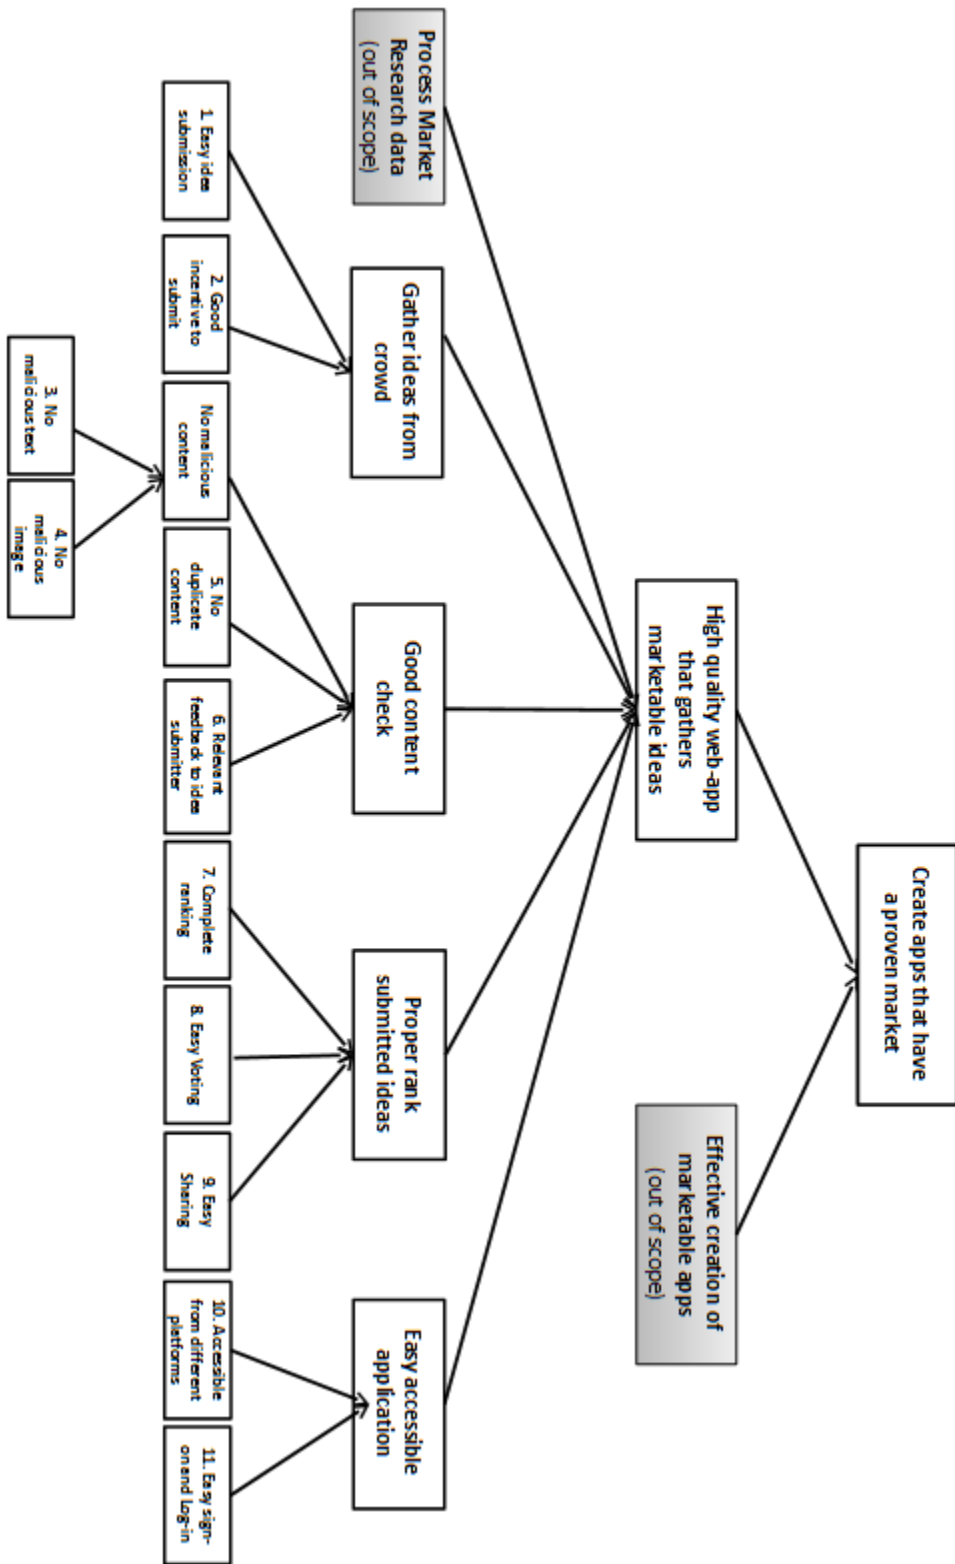 Create apps that have
a proven market
High quality web-app
that gathers
marketable ideas
Effective creation of
marketable apps
(out of scope)
Process Market
Research data
(out of scope)
Gather ideas from
crowd
Good content
check
Proper rank
submitted ideas
Easy accessible
application
1. Easy idea
submission
2. Good
incentive to
submit
No malicious
content
5. No
duplicate
content
6. Relevant
feedback to idea
submitter
7. Complete
ranking
8. Easy Voting
9. Easy
Sharing
10. Accessible
from different
platforms
11. Easy sign-
on and Log-in
3. No
malicious text
4. No
malicious
image